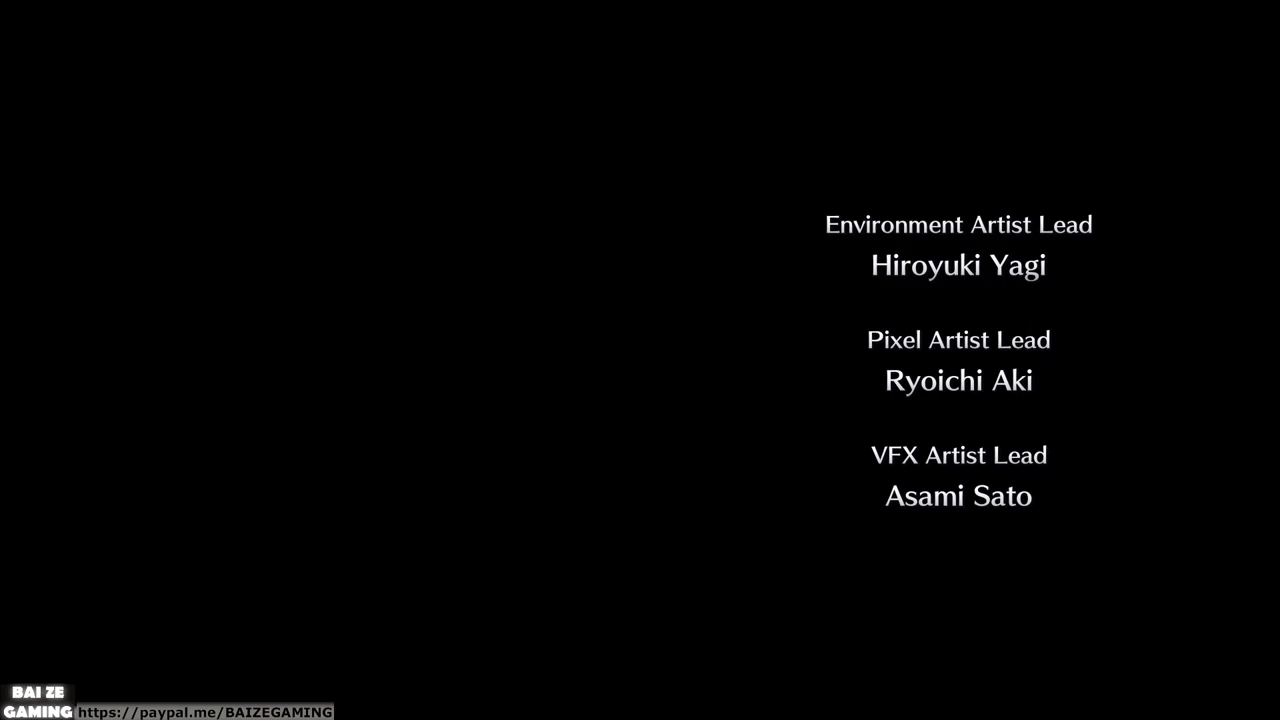 Environment Artist Lead
Hiroyuki Yagi
Pixel Artist Lead
Ryoichi Aki
VFX Artist Lead
Asami Sato
BAI ZE
GAMING https://paypal.me/BAIZEGAMING